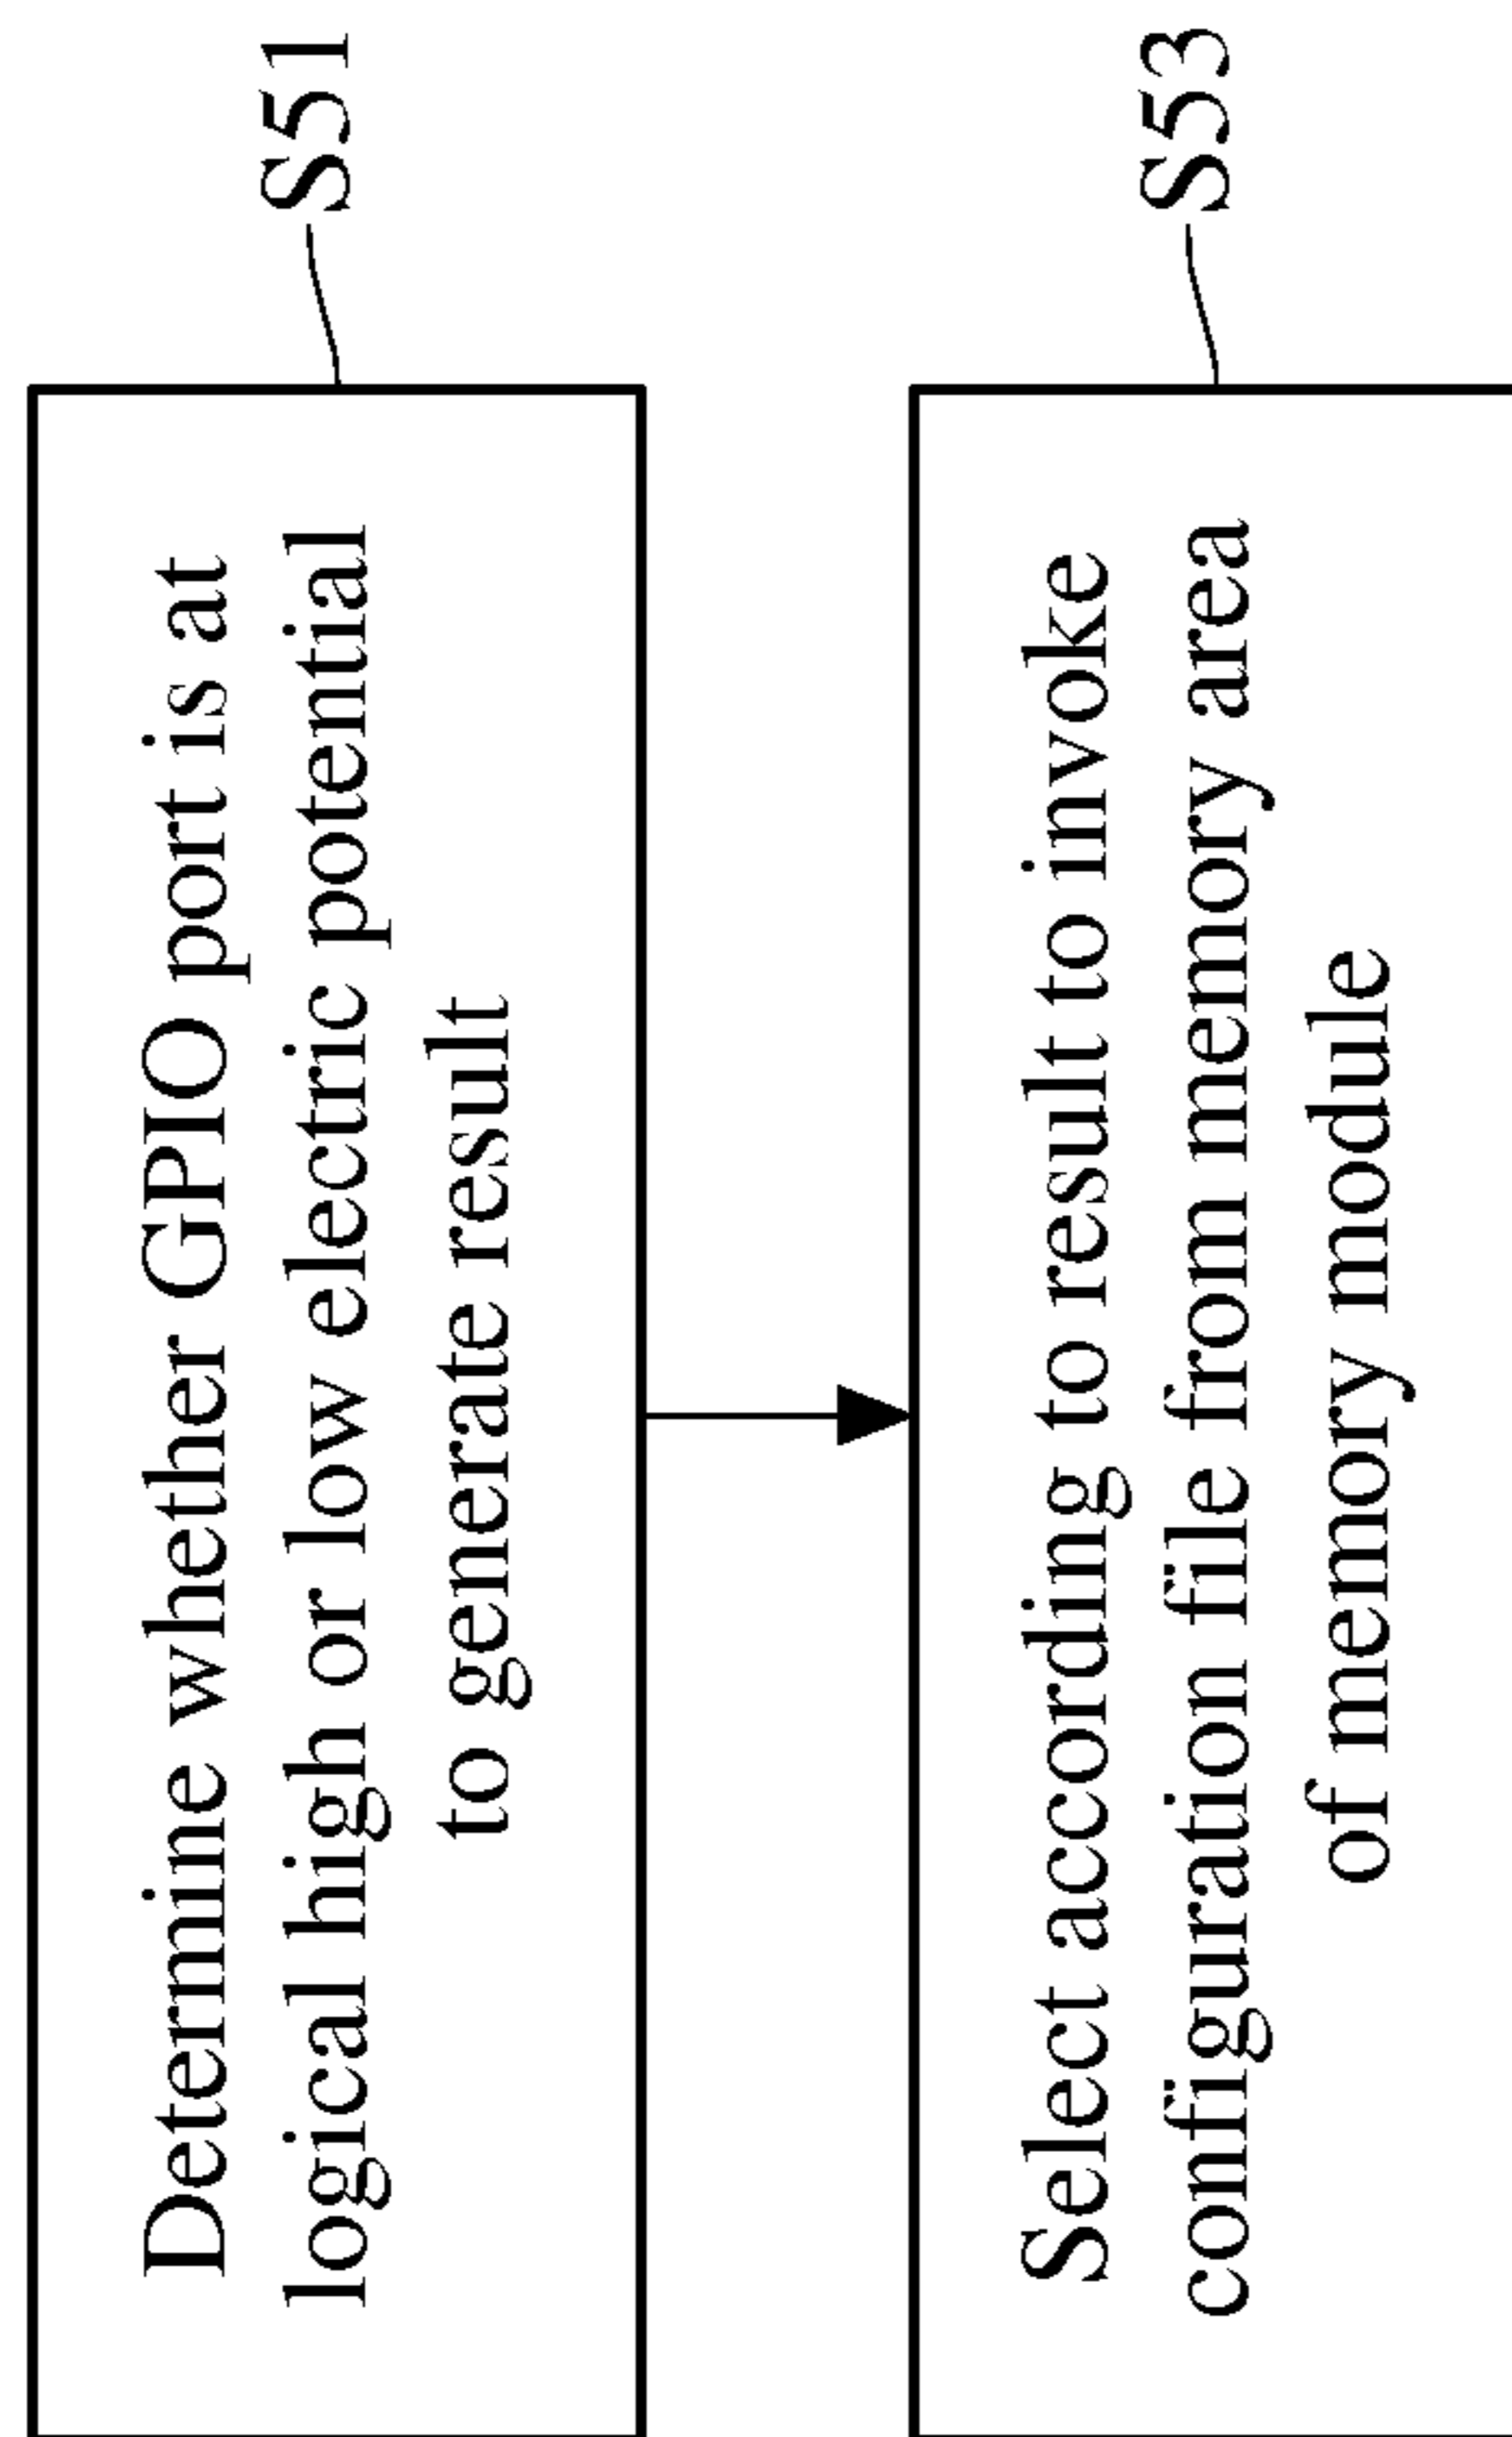 Determine whether GPIO port is at
logical high or low electric potential
to generate result
S51
Select according to result to invoke
configuration file from memory area
of memory module
S53